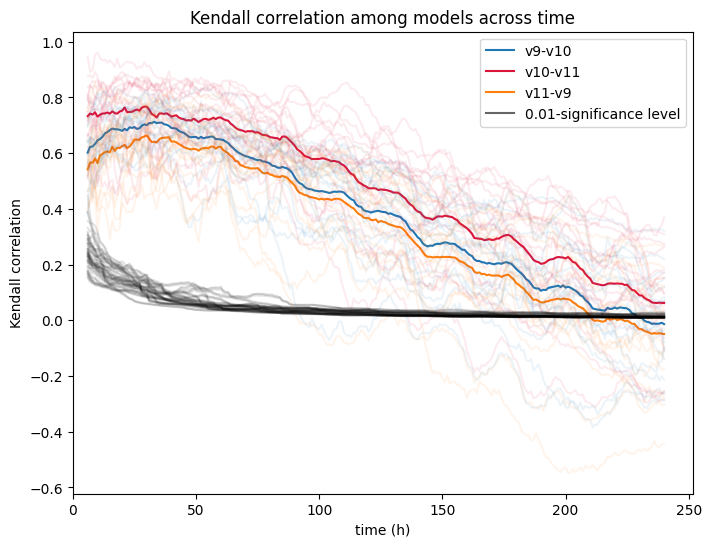 Kendall correlation among models across time
v9-v10
v10-v11
v11-v9
0.01-significance level
Kendall correlation
1.0
0.8
0.6
0.4
0.2
0.0
−0.2
−0.4
−0.6
0
50
100
150
200
250
time (h)